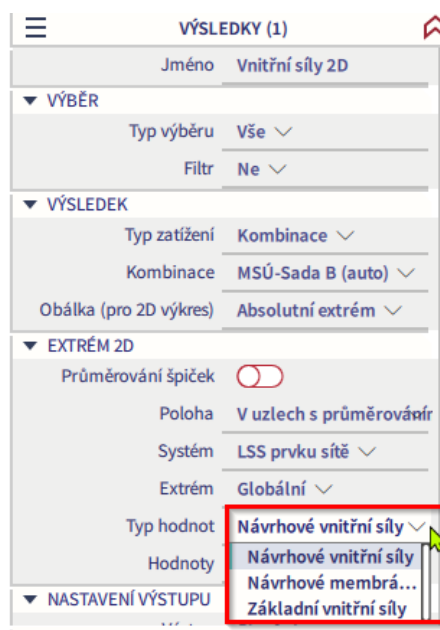 VÝSLEDKY (1)
Jméno Vnitřní síly 2D
VÝBĚR
Typ výběru Vše
Filtr Ne
VÝSLEDEK
Typ zatížení Kombinace
Kombinace MSÚ-Sada B (auto)
Obálka (pro 2D výkres) Absolutní extrém
EXTRÉM 2D
Průměrování špiček
Poloha V uzlech s
Systém LSS prvku sítě
Extrém Globální
Typ hodnot Návrhové vnitřní síly
Návrhové vnitřní síly
Hodnoty Návrhové membrá...
NASTAVENÍ VÝSTUPU Základní vnitřní síly